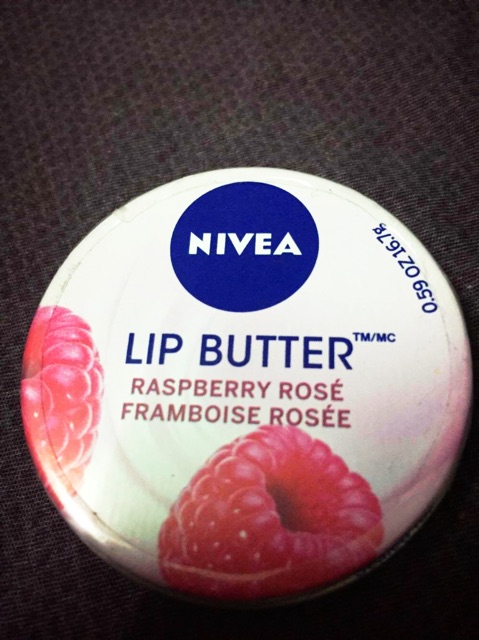 NIVEA
0.59 OZ 16.7g
LIP BUTTER™/MC
RASPBERRY ROSÉ
FRAMBOISE ROSÉE